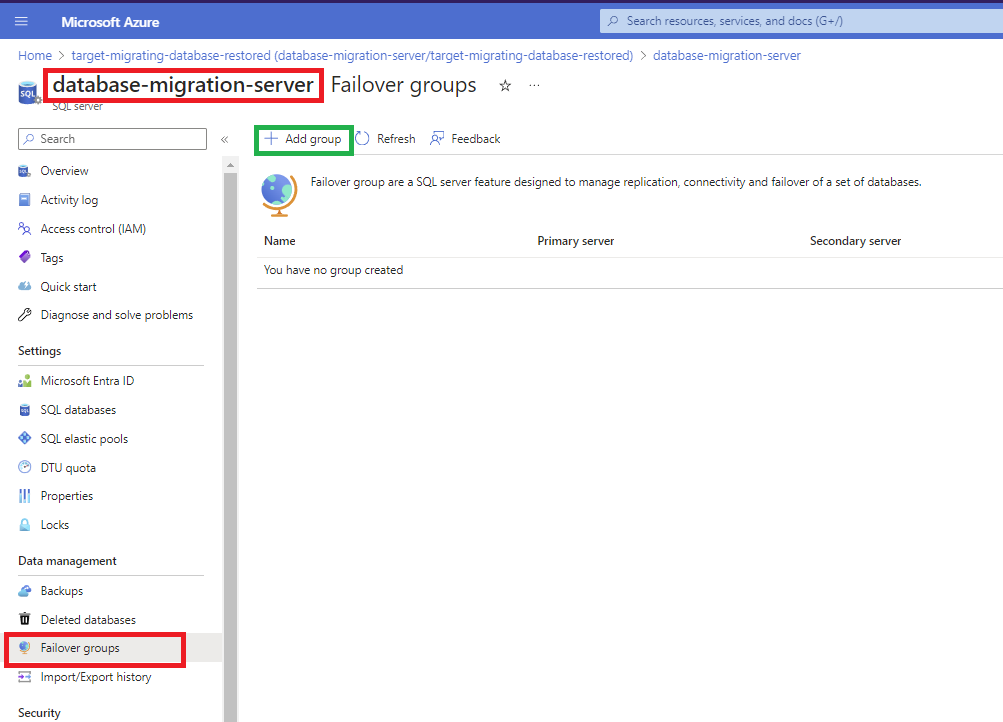 Microsoft Azure
Search resources, services, and docs (G+/)
Home > target-migrating-database-restored (database-migration-server/target-migrating-database-restored) > database-migration-server
database-migration-server Failover groups ☆ ...
SQL server
Search «
+ Add group Refresh Feedback
Overview
Activity log
Access control (IAM)
Tags
Quick start
Diagnose and solve problems
Settings
Microsoft Entra ID
SQL databases
SQL elastic pools
DTU quota
Properties
Locks
Data management
Backups
Deleted databases
Failover groups
Import/Export history
Security
Failover group are a SQL server feature designed to manage replication, connectivity and failover of a set of databases.
Name Primary server Secondary server
You have no group created